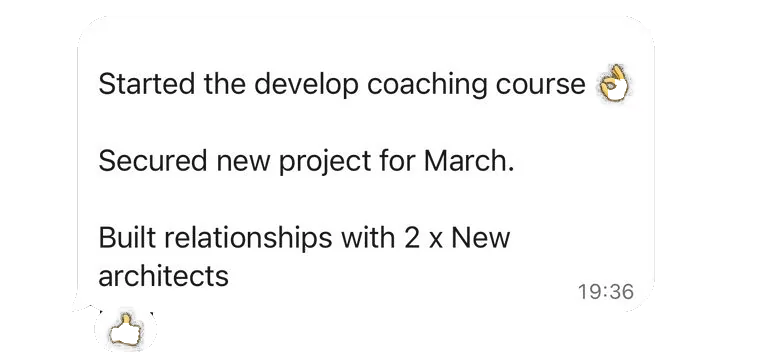 Started the develop coaching course 👌
Secured new project for March.
Built relationships with 2 x New
architects
19:36
👍